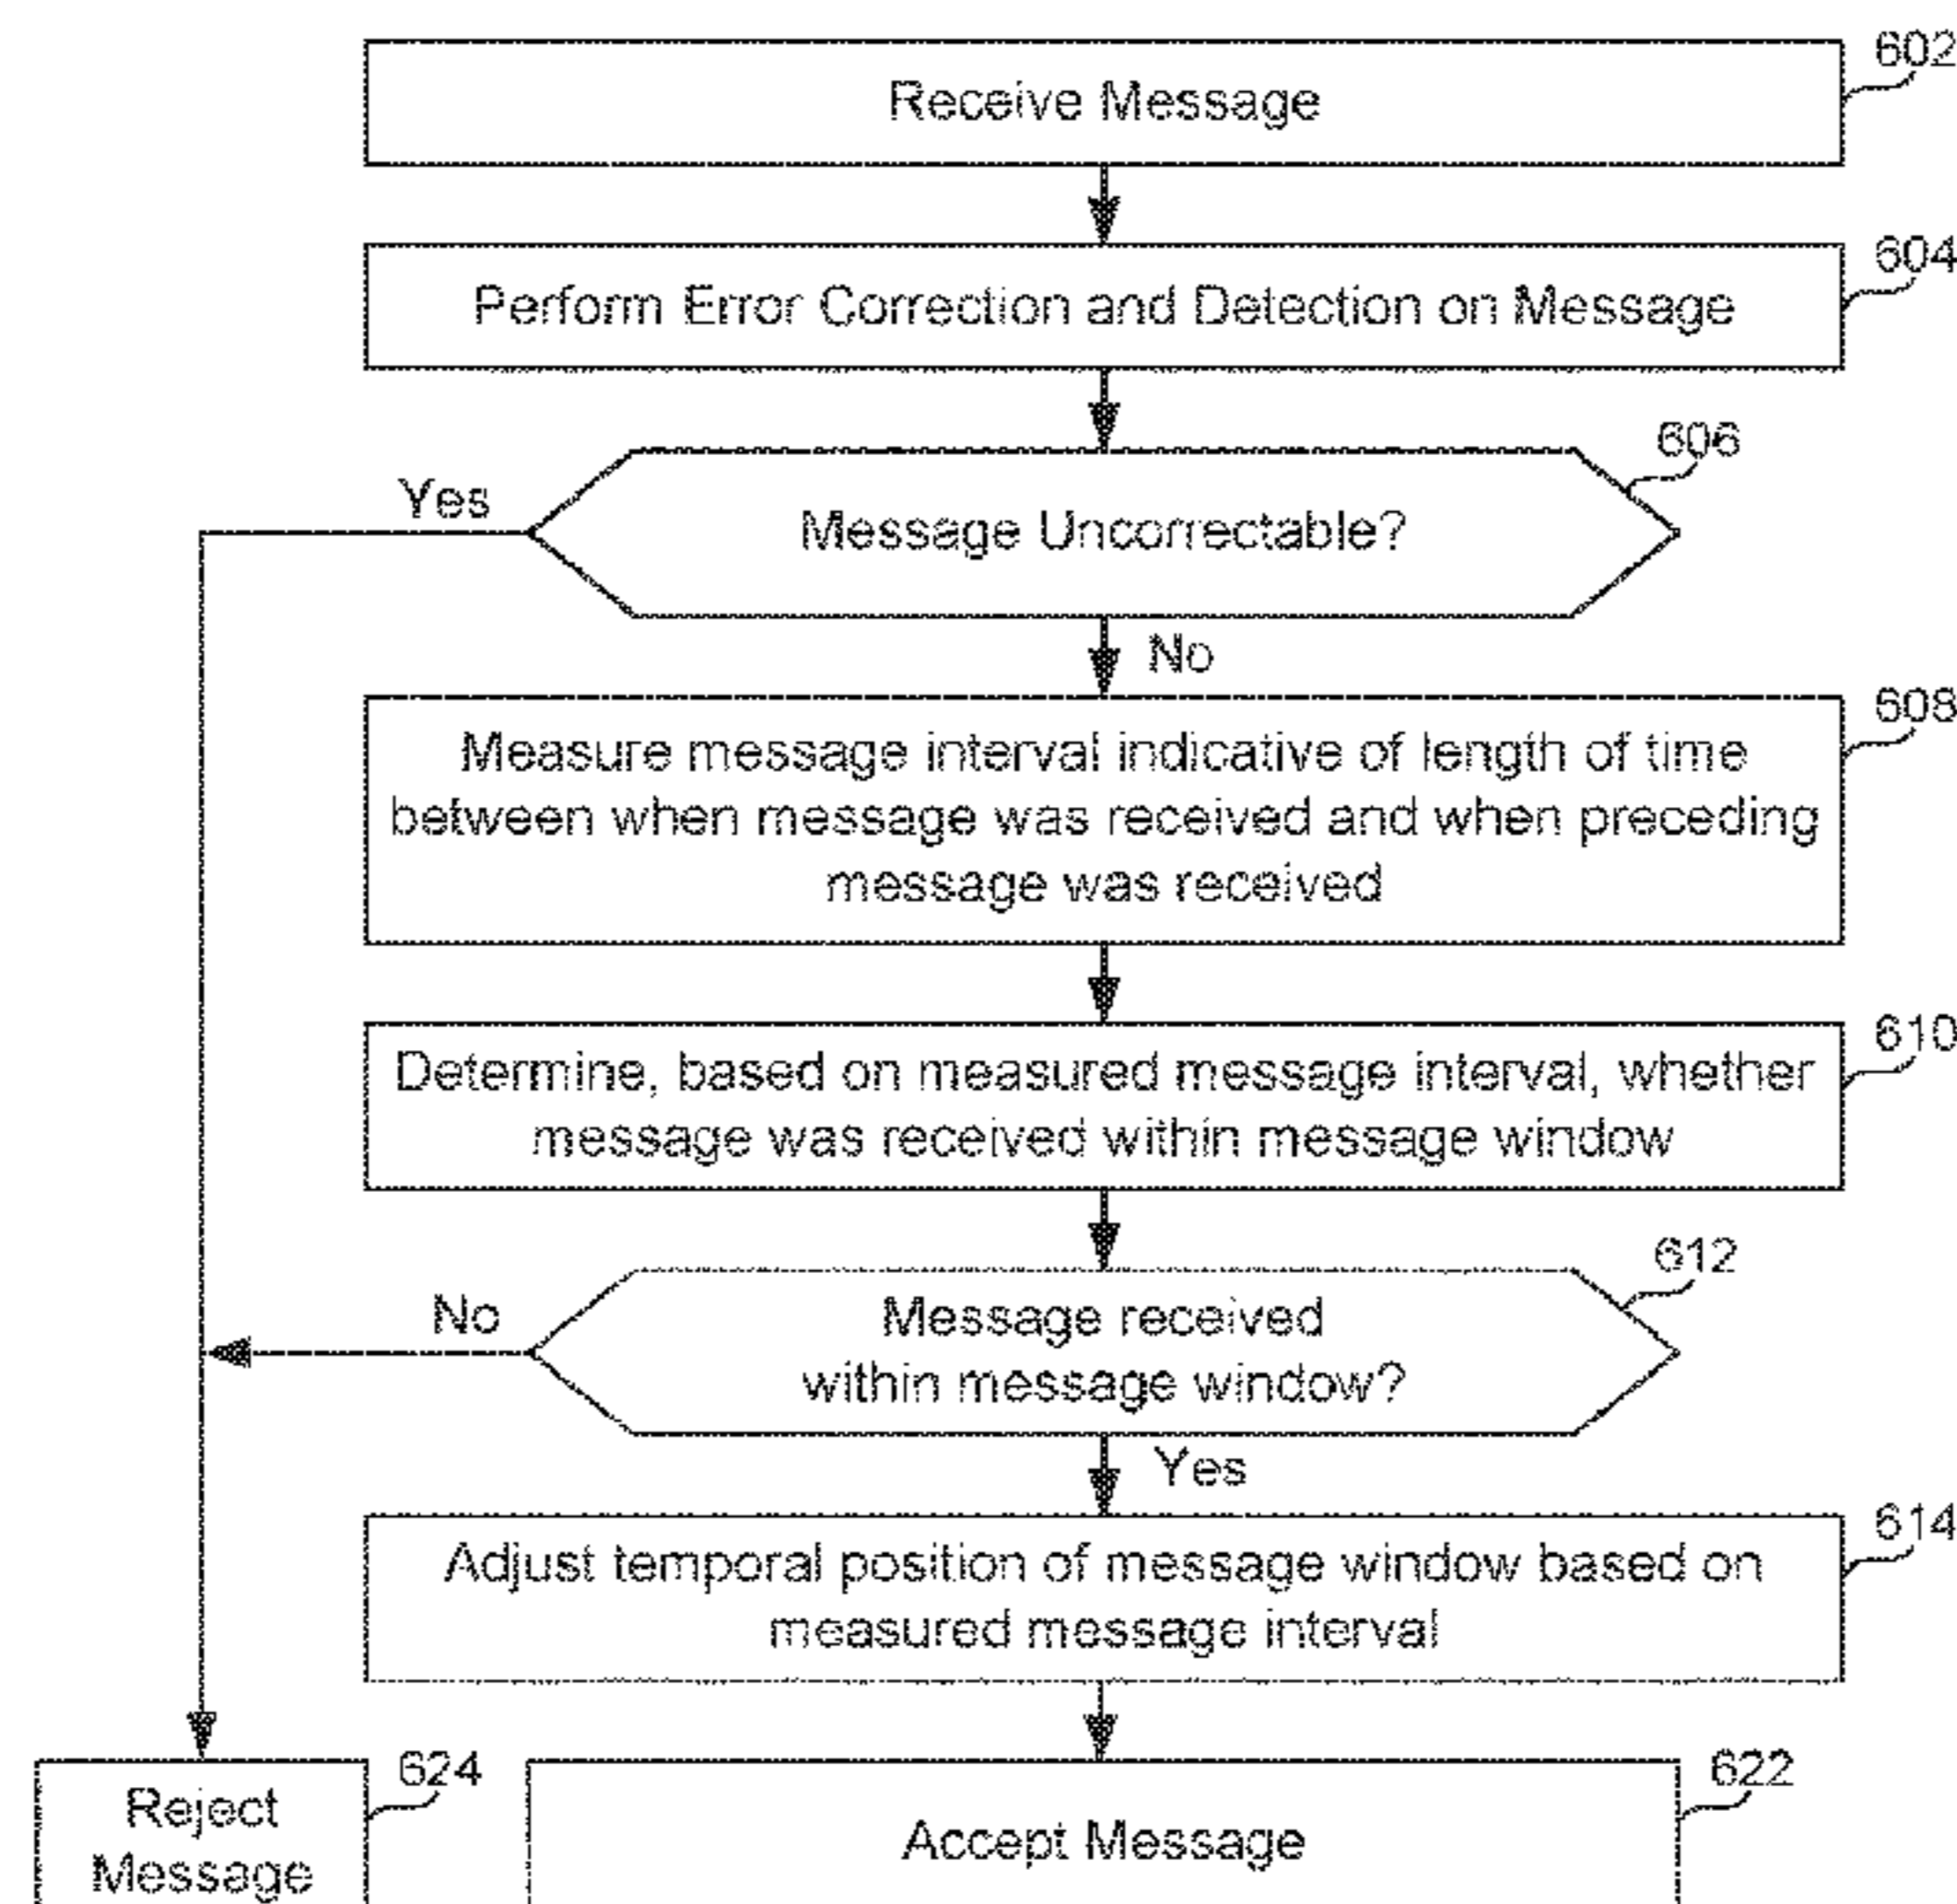 602
Receive Message
604
Perform Error Correction and Detection on Message
606
Yes
Message Uncorrectable?
No
608
Measure message interval indicative of length of time
between when message was received and when preceding
message was received
610
Determine, based on measured message interval, whether
message was received within message window
612
No
Message received
within message window?
Yes
614
Adjust temporal position of message window based on
measured message interval
624
Reject
Message
622
Accept Message